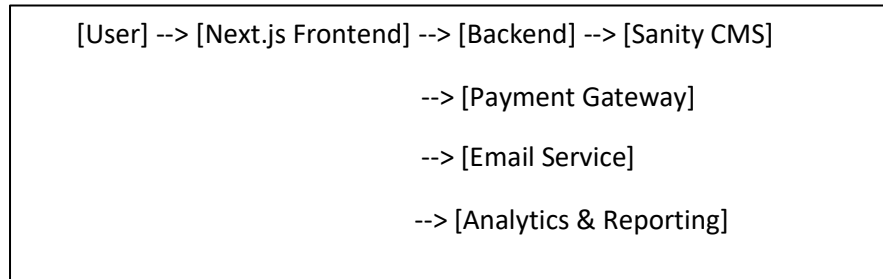 [User] --> [Next.js Frontend] --> [Backend] --> [Sanity CMS]
--> [Payment Gateway]
--> [Email Service]
--> [Analytics & Reporting]